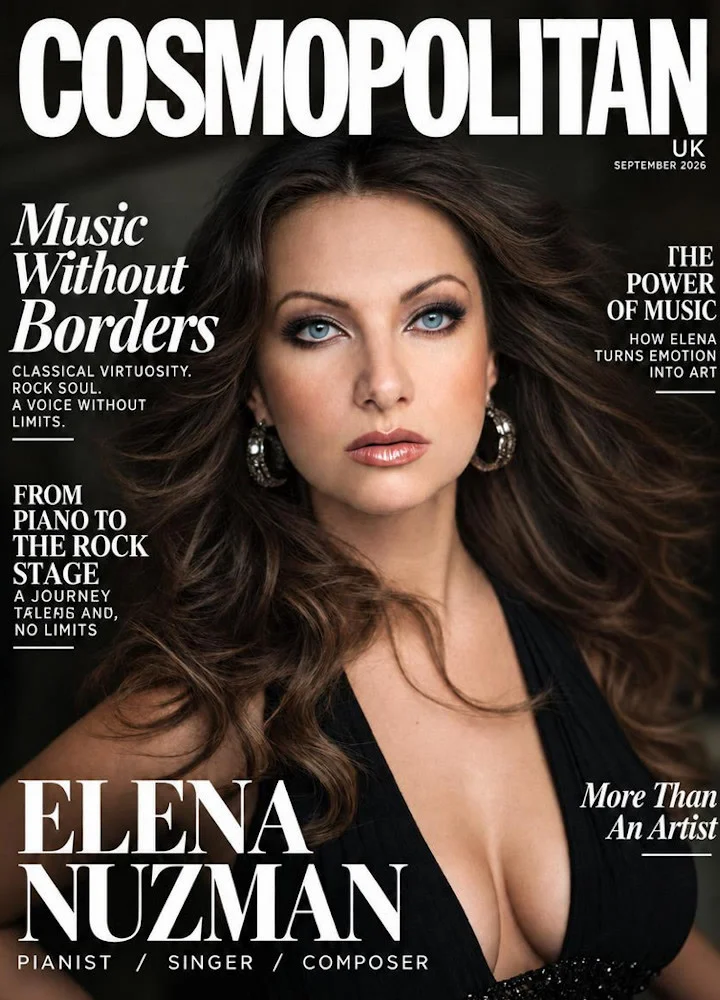 COSMOPOLITAN
UK
SEPTEMBER 2026
Music
Without
Borders
CLASSICAL VIRTUOSITY.
ROCK SOUL.
A VOICE WITHOUT
LIMITS.
THE
POWER
OF MUSIC
HOW ELENA
TURNS EMOTION
INTO ART
FROM
PIANO TO
THE ROCK
STAGE
A JOURNEY
AND,
NO LIMITS
More Than
An Artist
ELENA
NUZMAN
PIANIST / SINGER / COMPOSER